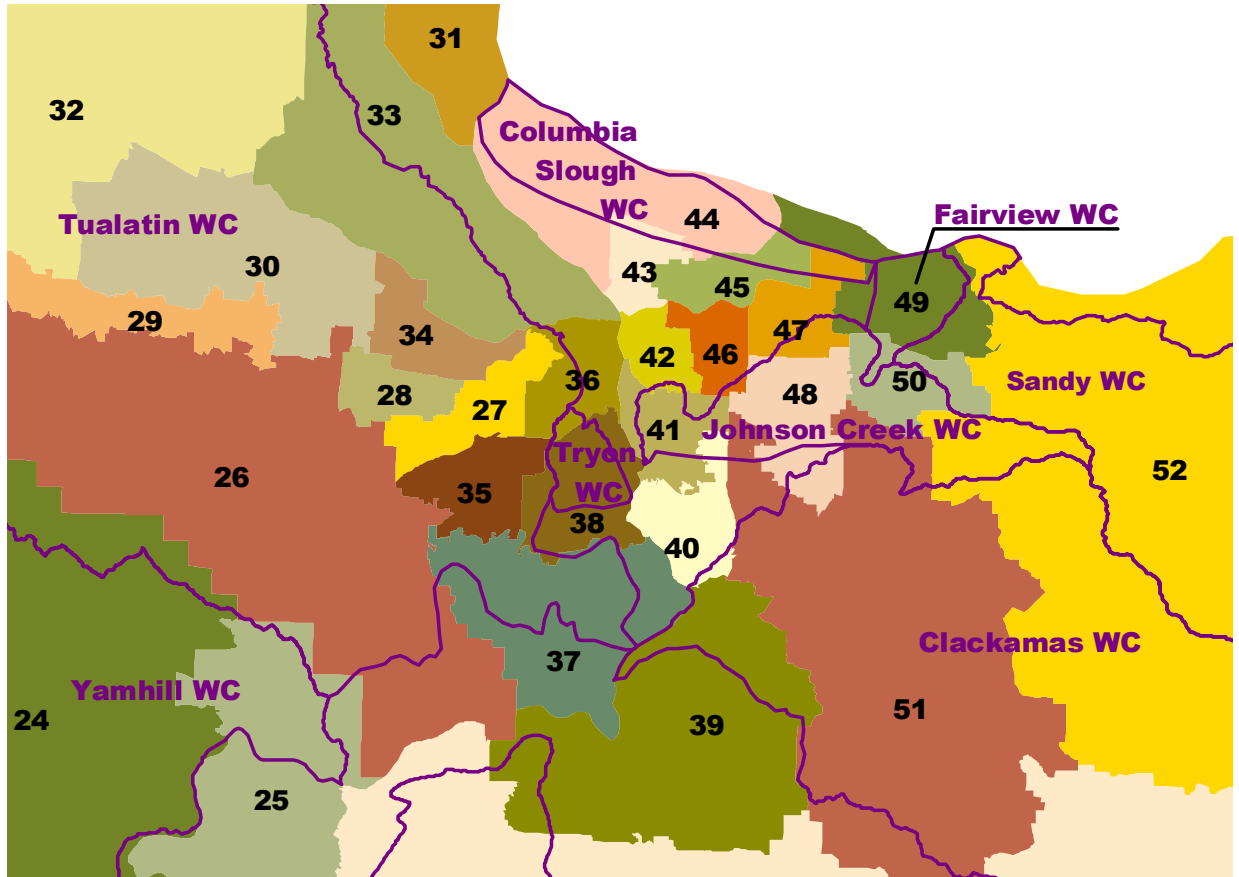 31
32
33
Columbia
Slough
WC
44
Fairview WC
Tualatin WC
30
43
45
49
29
34
42
46
47
36
28
27
48
50
Sandy WC
41
Johnson Creek WC
26
35
Tryon
WC
38
52
40
37
Clackamas WC
Yamhill WC
24
51
39
25